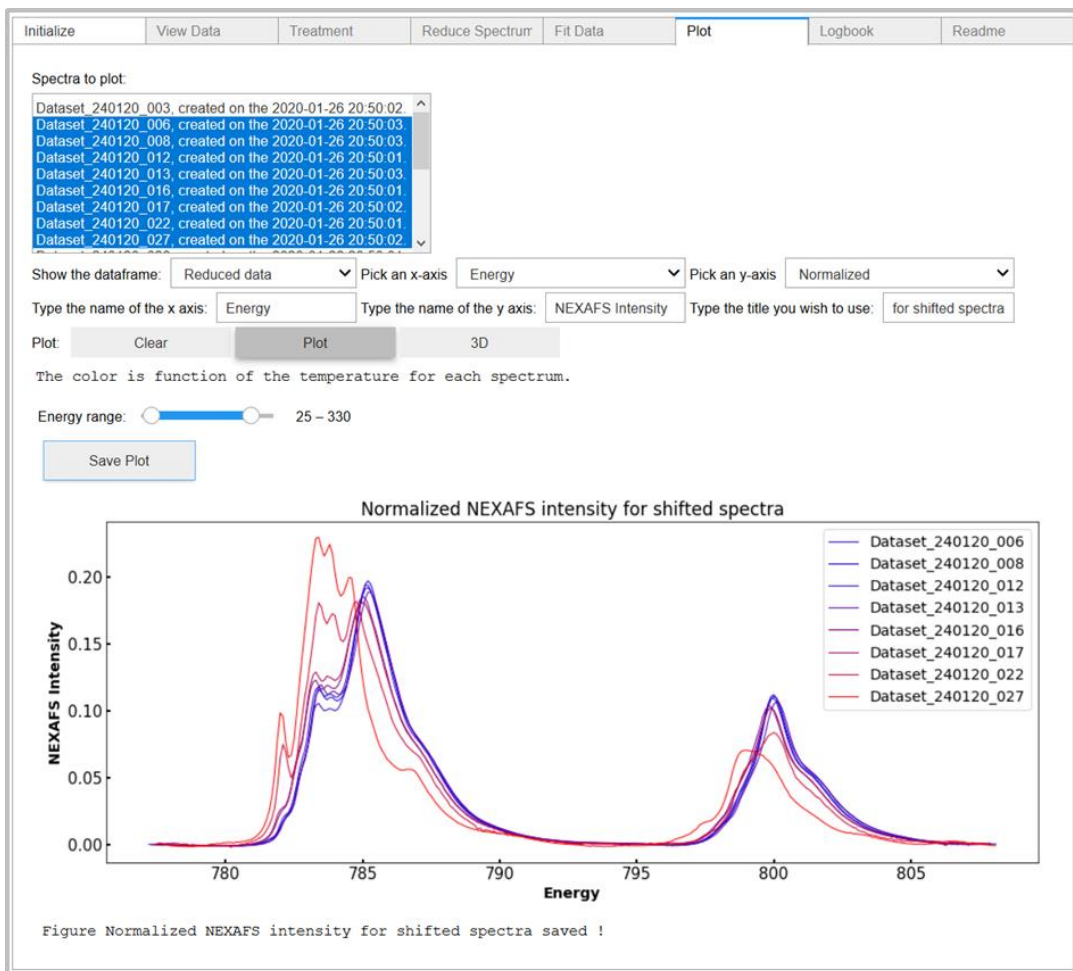 Initialize View Data Treatment Reduce Spectrum Fit Data Plot Logbook Readme
Spectra to plot:
Dataset_240120_003, created on the 2020-01-26 20:50:02.
Dataset_240120_006, created on the 2020-01-26 20:50:03.
Dataset_240120_008, created on the 2020-01-26 20:50:03.
Dataset_240120_012, created on the 2020-01-26 20:50:01.
Dataset_240120_013, created on the 2020-01-26 20:50:03.
Dataset_240120_016, created on the 2020-01-26 20:50:01.
Dataset_240120_017, created on the 2020-01-26 20:50:02.
Dataset_240120_022, created on the 2020-01-26 20:50:01.
Dataset_240120_027, created on the 2020-01-26 20:50:02.
Show the dataframe: Reduced data Pick an x-axis Energy Pick an y-axis Normalized
Type the name of the x axis: Energy Type the name of the y axis: NEXAFS Intensity Type the title you wish to use: for shifted spectra
Plot: Clear Plot 3D
The color is function of the temperature for each spectrum.
Energy range: 25 – 330
Save Plot
Normalized NEXAFS intensity for shifted spectra
Dataset_240120_006
Dataset_240120_008
Dataset_240120_012
Dataset_240120_013
Dataset_240120_016
Dataset_240120_017
Dataset_240120_022
Dataset_240120_027
NEXAFS Intensity
0.20
0.15
0.10
0.05
0.00
780 785 790 795 800 805
Energy
Figure Normalized NEXAFS intensity for shifted spectra saved !